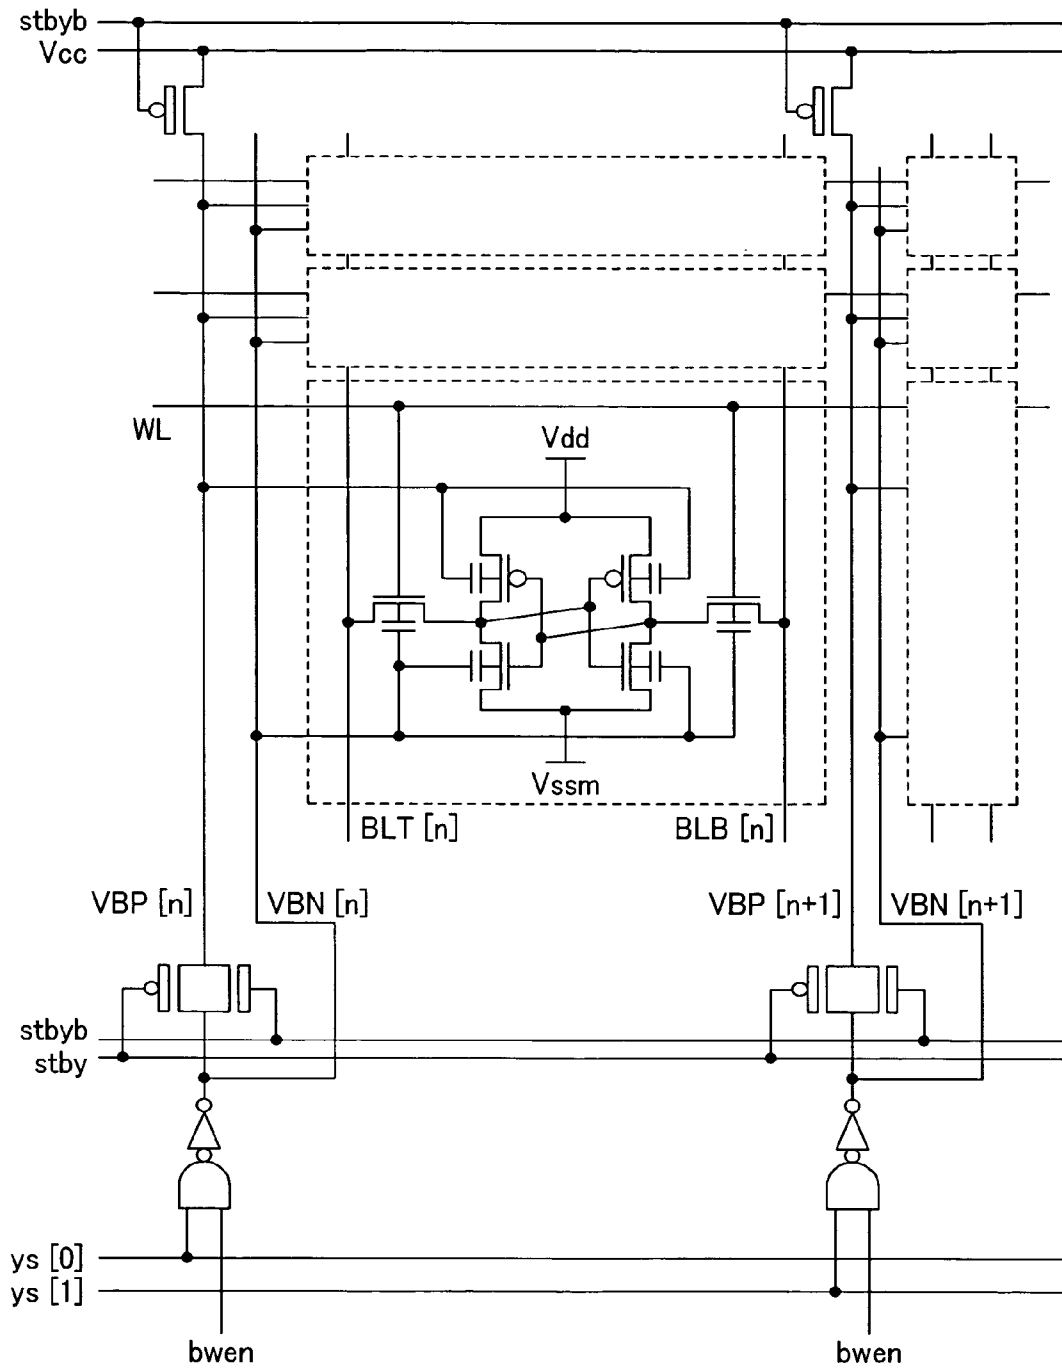 stbyb
Vcc
WL
Vdd
Vssm
BLT [n]
BLB [n]
VBP [n]
VBN [n]
VBP [n+1]
VBN [n+1]
stbyb
stby
ys [0]
ys [1]
bwen
bwen